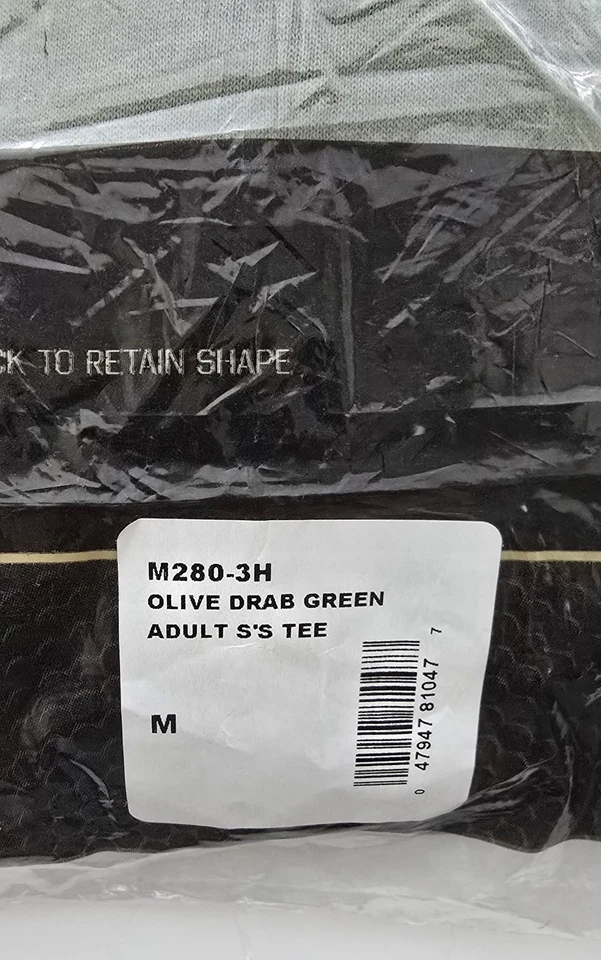 CK TO RETAIN SHAPE
M280-3H
OLIVE DRAB GREEN
ADULT S'S TEE
M
0 47947 81047 7